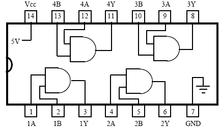 Vcc 4B 4A 4Y 3B 3A 3Y
14 13 12 11 10 9 8
5V
1 2 3 4 5 6 7
1A 1B 1Y 2A 2B 2Y GND